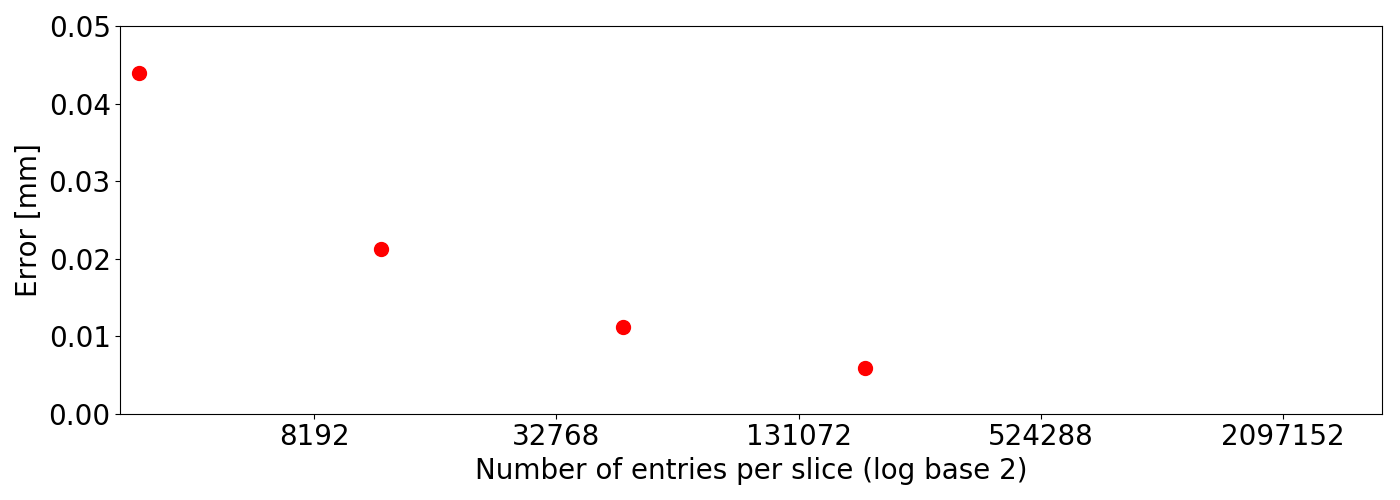 0.05
0.04
0.03
0.02
0.01
0.00
Error [mm]
8192 32768 131072 524288 2097152
Number of entries per slice (log base 2)